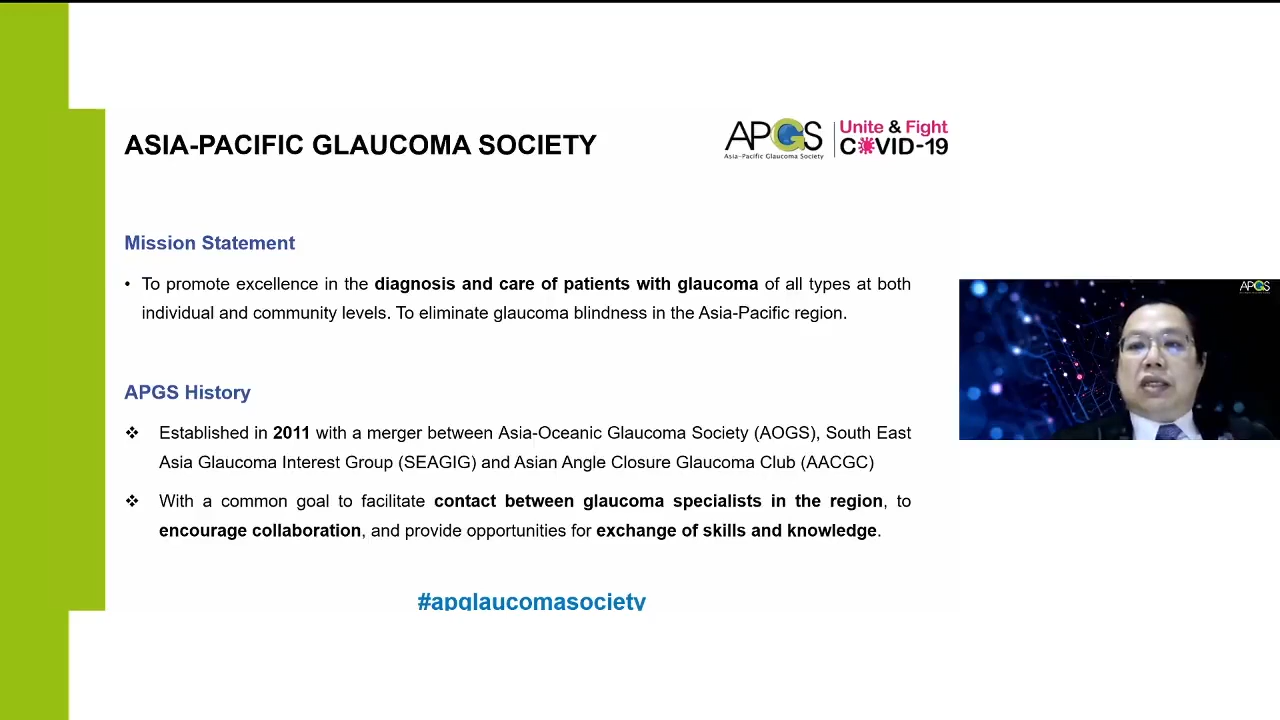 ASIA-PACIFIC GLAUCOMA SOCIETY
APGS
Asia-Pacific Glaucoma Society
Unite & Fight
COVID-19
Mission Statement
• To promote excellence in the diagnosis and care of patients with glaucoma of all types at both
individual and community levels. To eliminate glaucoma blindness in the Asia-Pacific region.
APGS
APGS History
❖ Established in 2011 with a merger between Asia-Oceanic Glaucoma Society (AOGS), South East
Asia Glaucoma Interest Group (SEAGIG) and Asian Angle Closure Glaucoma Club (AACGC)
❖ With a common goal to facilitate contact between glaucoma specialists in the region, to
encourage collaboration, and provide opportunities for exchange of skills and knowledge.
#apglaucomasociety